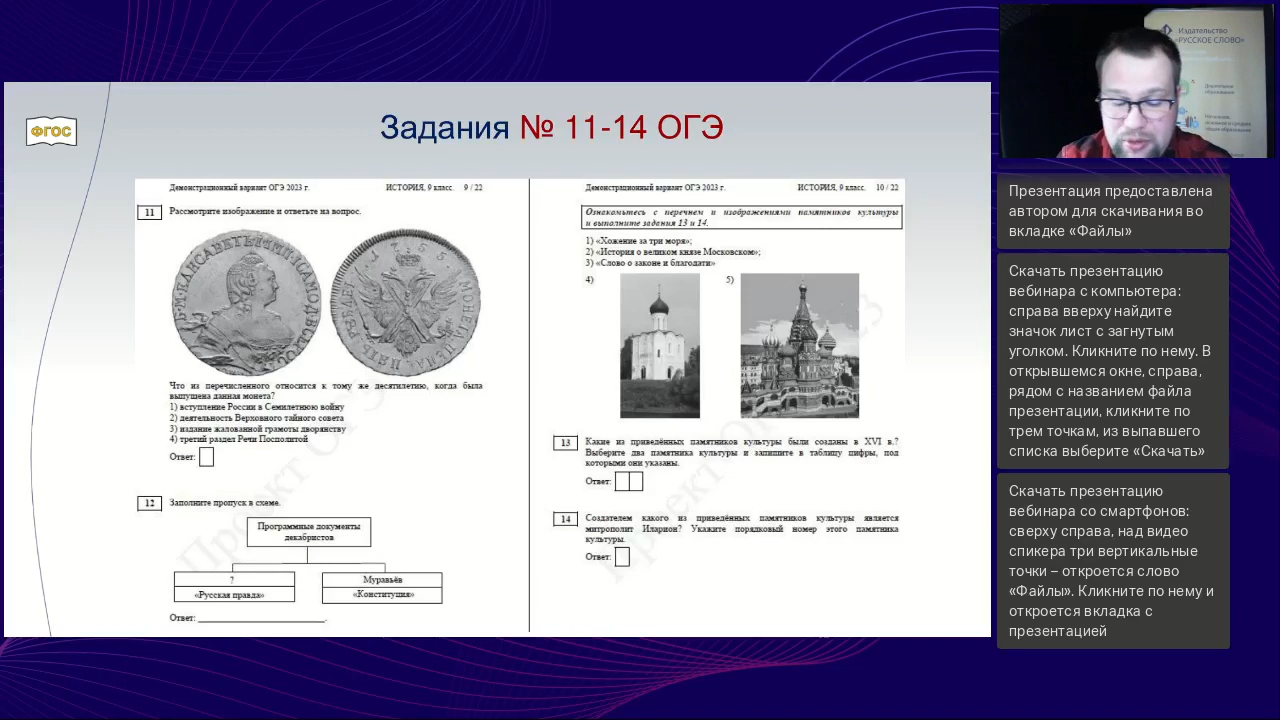 ФГОС
Задания № 11-14 ОГЭ
Демонстрационный вариант ОГЭ 2023 г.
ИСТОРИЯ, 9 класс. 9 / 22
11
Рассмотрите изображение и ответьте на вопрос.
Что из перечисленного относится к тому же десятилетию, когда была
выпущена данная монета?
1) вступление России в Семилетнюю войну
2) деятельность Верховного тайного совета
3) издание жалованной грамоты дворянству
4) третий раздел Речи Посполитой
Ответ:
12
Заполните пропуск в схеме.
Программные документы
декабристов
?
«Русская правда»
Муравьёв
«Конституция»
Ответ:
Демонстрационный вариант ОГЭ 2023 г.
ИСТОРИЯ, 9 класс. 10 / 22
Ознакомьтесь с перечнем и изображениями памятников культуры
и выполните задания 13 и 14.
1) «Хожение за три моря»;
2) «История о великом князе Московском»;
3) «Слово о законе и благодати»
4)
5)
13
Какие из приведённых памятников культуры были созданы в XVI в.?
Выберите два памятника культуры и запишите в таблицу цифры, под
которыми они указаны.
Ответ:
14
Создателем какого из приведённых памятников культуры является
митрополит Иларион? Укажите порядковый номер этого памятника
культуры.
Ответ:
Издательство
«РУССКОЕ СЛОВО»
Презентация предоставлена
автором для скачивания во
вкладке «Файлы»
Скачать презентацию
вебинара с компьютера:
справа вверху найдите
значок лист с загнутым
уголком. Кликните по нему. В
открывшемся окне, справа,
рядом с названием файла
презентации, кликните по
трем точкам, из выпавшего
списка выберите «Скачать»
Скачать презентацию
вебинара со смартфонов:
сверху справа, над видео
спикера три вертикальные
точки – откроется слово
«Файлы». Кликните по нему и
откроется вкладка с
презентацией